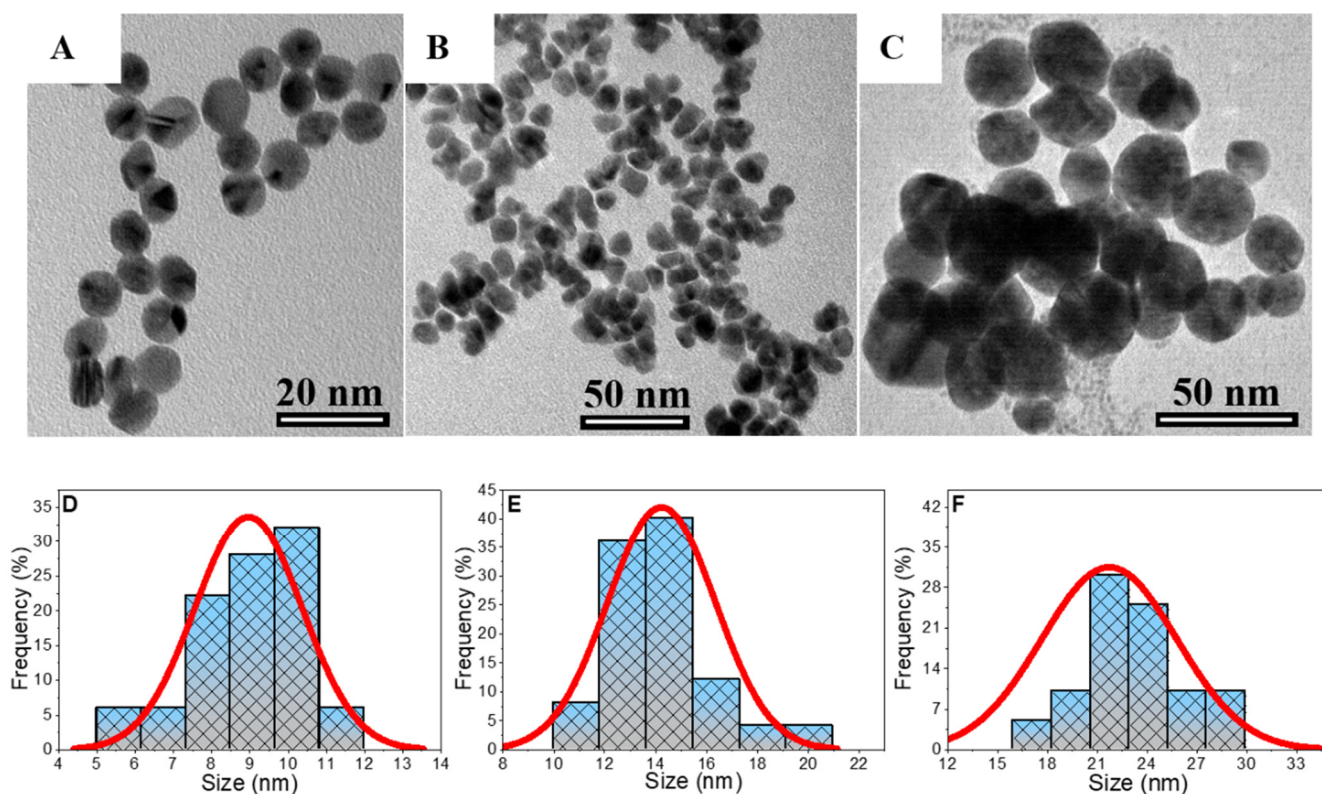 A
B
C
20 nm
50 nm
50 nm
D
Frequency (%)
35
30
25
20
15
10
5
0
4 5 6 7 8 9 10 11 12 13 14
Size (nm)
E
Frequency (%)
45
40
35
30
25
20
15
10
5
0
8 10 12 14 16 18 20 22
Size (nm)
F
Frequency (%)
42
35
28
21
14
7
0
12 15 18 21 24 27 30 33
Size (nm)